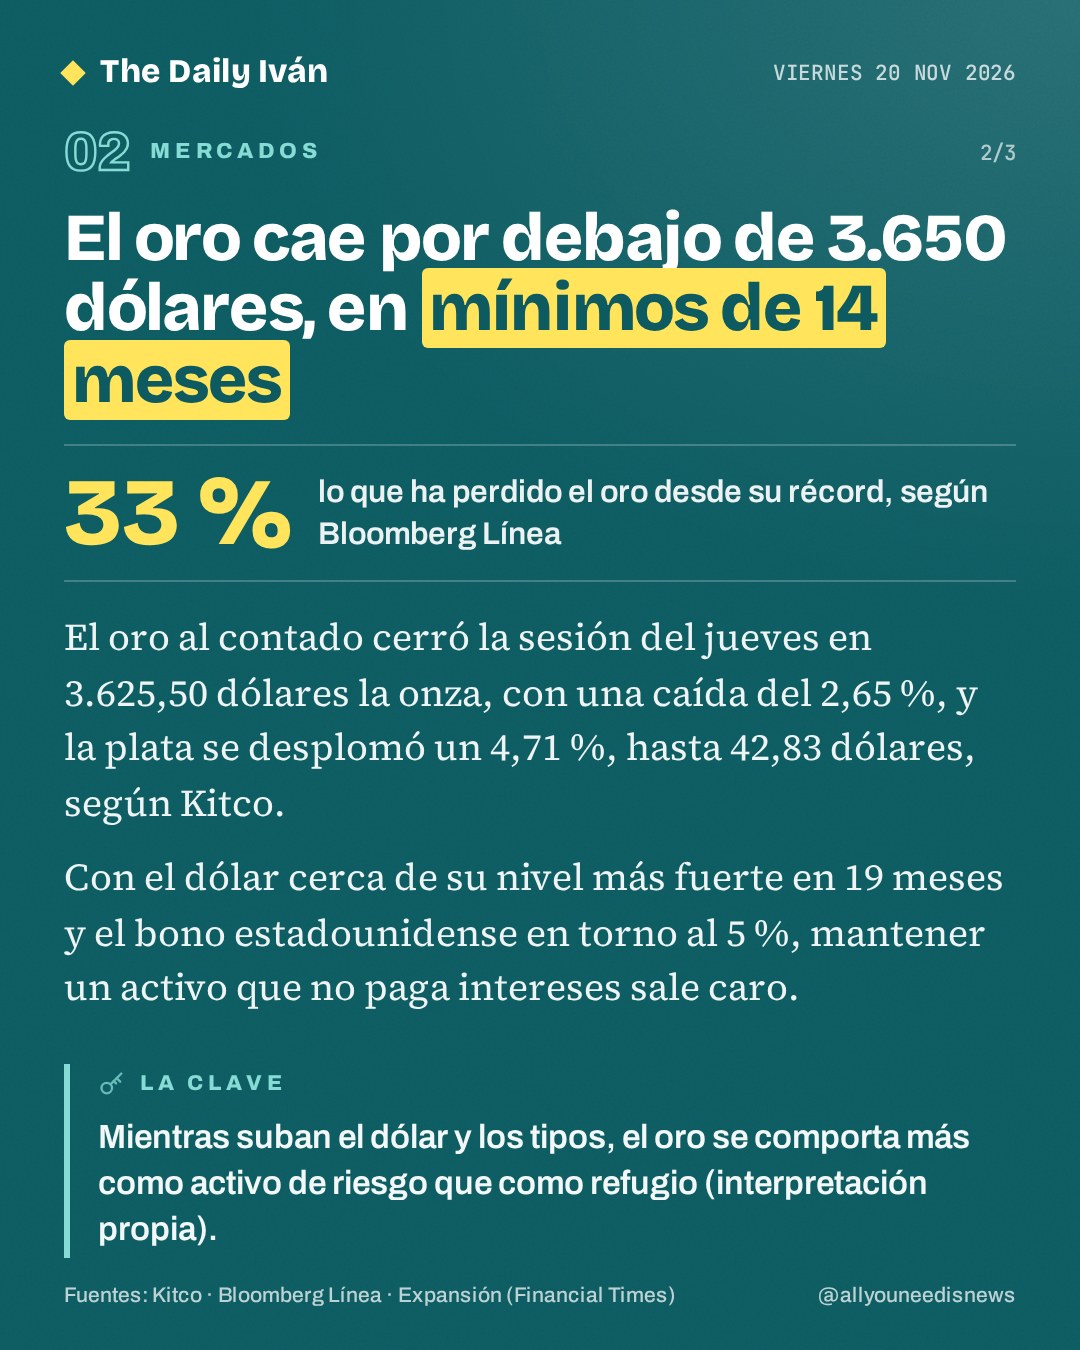 The Daily Iván
VIERNES 20 NOV 2026
02 MERCADOS
2/3
El oro cae por debajo de 3.650
dólares, en mínimos de 14
meses
33 %
lo que ha perdido el oro desde su récord, según
Bloomberg Línea
El oro al contado cerró la sesión del jueves en
3.625,50 dólares la onza, con una caída del 2,65 %, y
la plata se desplomó un 4,71 %, hasta 42,83 dólares,
según Kitco.
Con el dólar cerca de su nivel más fuerte en 19 meses
y el bono estadounidense en torno al 5 %, mantener
un activo que no paga intereses sale caro.
LA CLAVE
Mientras suban el dólar y los tipos, el oro se comporta más
como activo de riesgo que como refugio (interpretación
propia).
Fuentes: Kitco · Bloomberg Línea · Expansión (Financial Times)
@allyouneedisnews